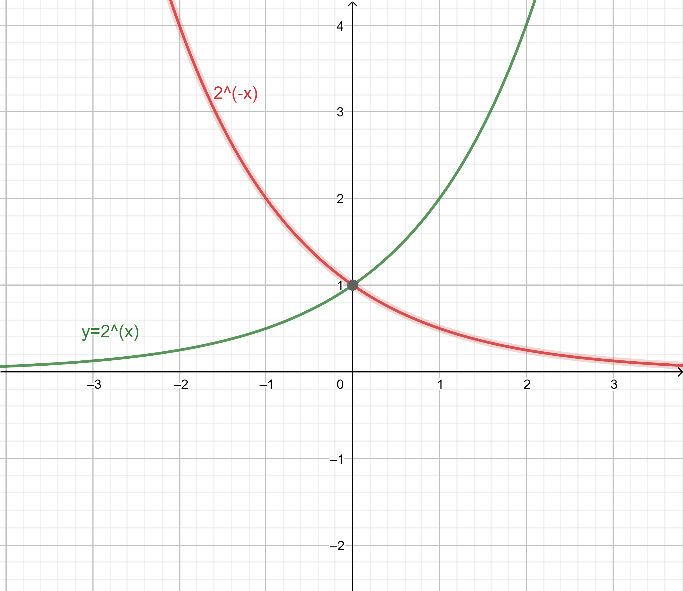 4
2^(-x)
3
2
1
y=2^(x)
–3 –2 –1 0 1 2 3
–1
–2